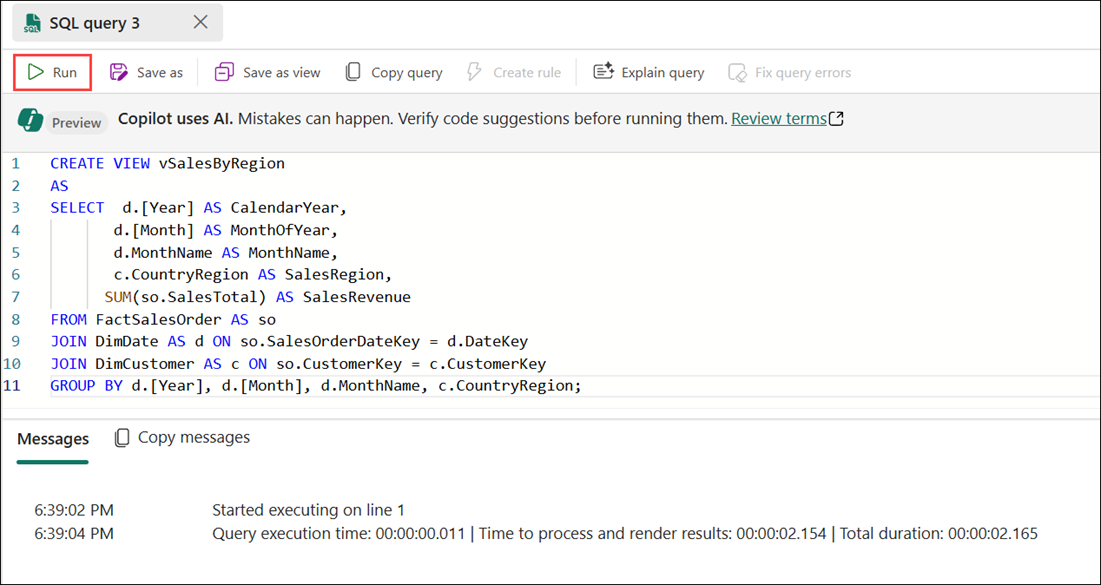 SQL query 3
Run Save as Save as view Copy query Create rule Explain query Fix query errors
SQL
Preview Copilot uses AI. Mistakes can happen. Verify code suggestions before running them. Review terms
1 CREATE VIEW vSalesByRegion
2 AS
3 SELECT  d.[Year] AS CalendarYear,
4        d.[Month] AS MonthOfYear,
5        d.MonthName AS MonthName,
6        c.CountryRegion AS SalesRegion,
7       SUM(so.SalesTotal) AS SalesRevenue
8 FROM FactSalesOrder AS so
9 JOIN DimDate AS d ON so.SalesOrderDateKey = d.DateKey
10 JOIN DimCustomer AS c ON so.CustomerKey = c.CustomerKey
11 GROUP BY d.[Year], d.[Month], d.MonthName, c.CountryRegion;
Messages Copy messages
6:39:02 PM Started executing on line 1
6:39:04 PM Query execution time: 00:00:00.011 | Time to process and render results: 00:00:02.154 | Total duration: 00:00:02.165